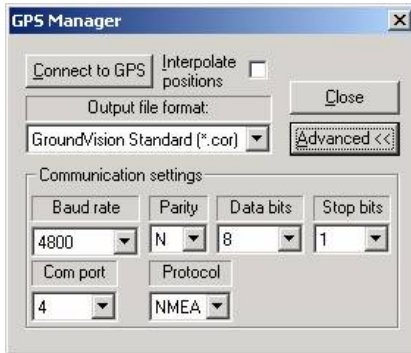 GPS Manager
Connect to GPS
Interpolate
positions
Close
Output file format:
GroundVision Standard (*.cor)
Advanced <<
Communication settings
Baud rate Parity Data bits Stop bits
4800 N 8 1
Com port Protocol
4 NMEA